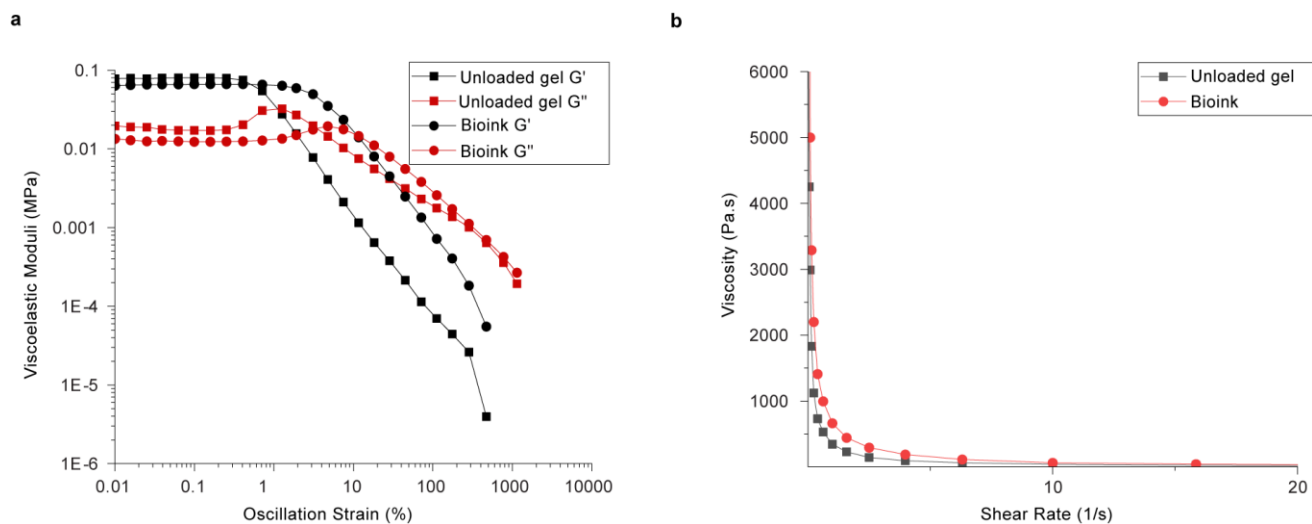 a
0.1
0.01
0.001
1E-4
1E-5
1E-6
Viscoelastic Moduli (MPa)
0.01
0.1
1
10
100
1000
10000
Oscillation Strain (%)
Unloaded gel G'
Unloaded gel G"
Bioink G'
Bioink G"
b
6000
5000
4000
3000
2000
1000
Viscosity (Pa.s)
10
20
Shear Rate (1/s)
Unloaded gel
Bioink